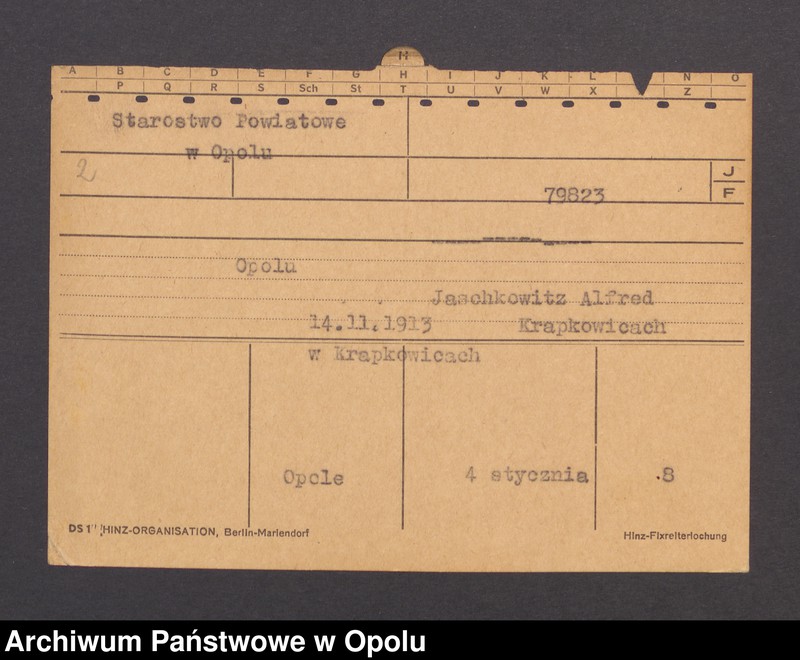 H
A B C D E F G H I J K L N O
P Q R S Sch St T U V W X Z
Starostwo Powiatowe
w Opolu
2
J
79823
F
Opolu
Jaschkowitz Alfred
14.11.1913 Krapkowicach
w Krapkowicach
Opole 4 stycznia .8
DS 1 HINZ-ORGANISATION, Berlin-Mariendorf Hinz-Fixreiterlochung
Archiwum Państwowe w Opolu